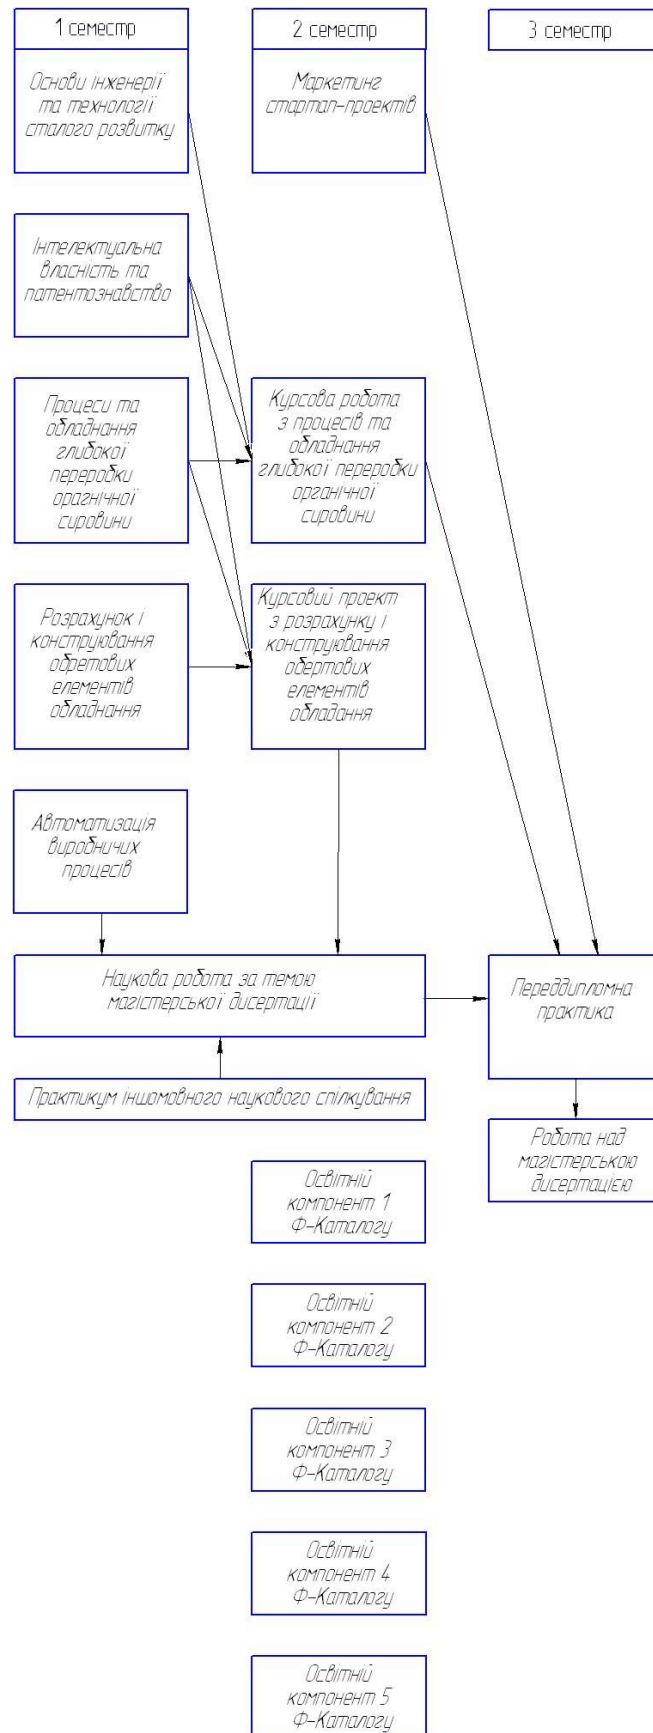 1 семестр
2 семестр
3 семестр
Основи інженерії
та технології
сталого розвитку
Маркетинг
стартап-проектів
Інтелектуальна
власність та
патентознавство
Процеси та
обладнання
глибокої
переробки
орагнічної
сировини
Курсова робота
з процесів та
обладнання
глибокої переробки
органічної
сировини
Розрахунок і
конструювання
обретових
елементів
обладнання
Курсовий проект
з розрахунку і
конструювання
обертових
елементів
обладання
Автоматизація
виробничих
процесів
Наукова робота за темою
магістерської дисертації
Переддипломна
практика
Практикум іншомовного наукового спілкування
Робота над
магістерською
дисертацією
Освітній
компонент 1
Ф-Каталогу
Освітній
компонент 2
Ф-Каталогу
Освітній
компонент 3
Ф-Каталогу
Освітній
компонент 4
Ф-Каталогу
Освітній
компонент 5
Ф-Каталогу